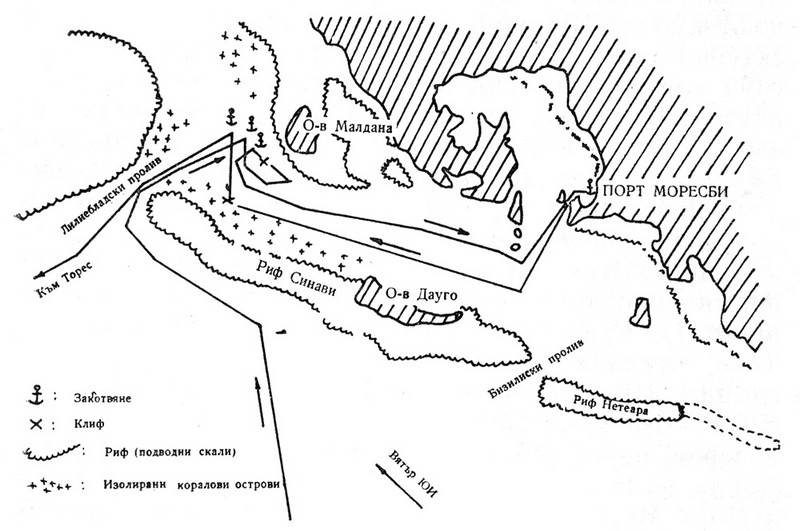 О-в Малдана
ПОРТ МОРЕСБИ
Лилиебладски пролив
Към Торес
Риф Синави
О-в Дауго
Бизилиски пролив
Риф Нетеара
Вятър ЮИ
: Закотвяне
: Клиф
: Риф (подводни скали)
: Изолирани коралови острови